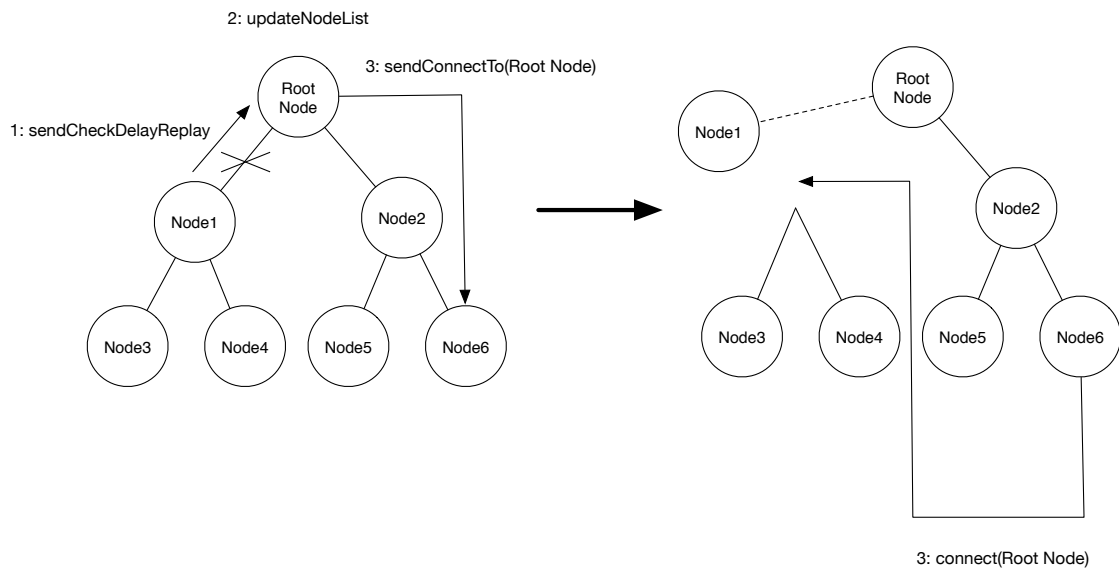 2: updateNodeList
3: sendConnectTo(Root Node)
Root
Node
1: sendCheckDelayReplay
Node1
Node2
Node3
Node4
Node5
Node6
Root
Node
Node1
Node2
Node3
Node4
Node5
Node6
3: connect(Root Node)